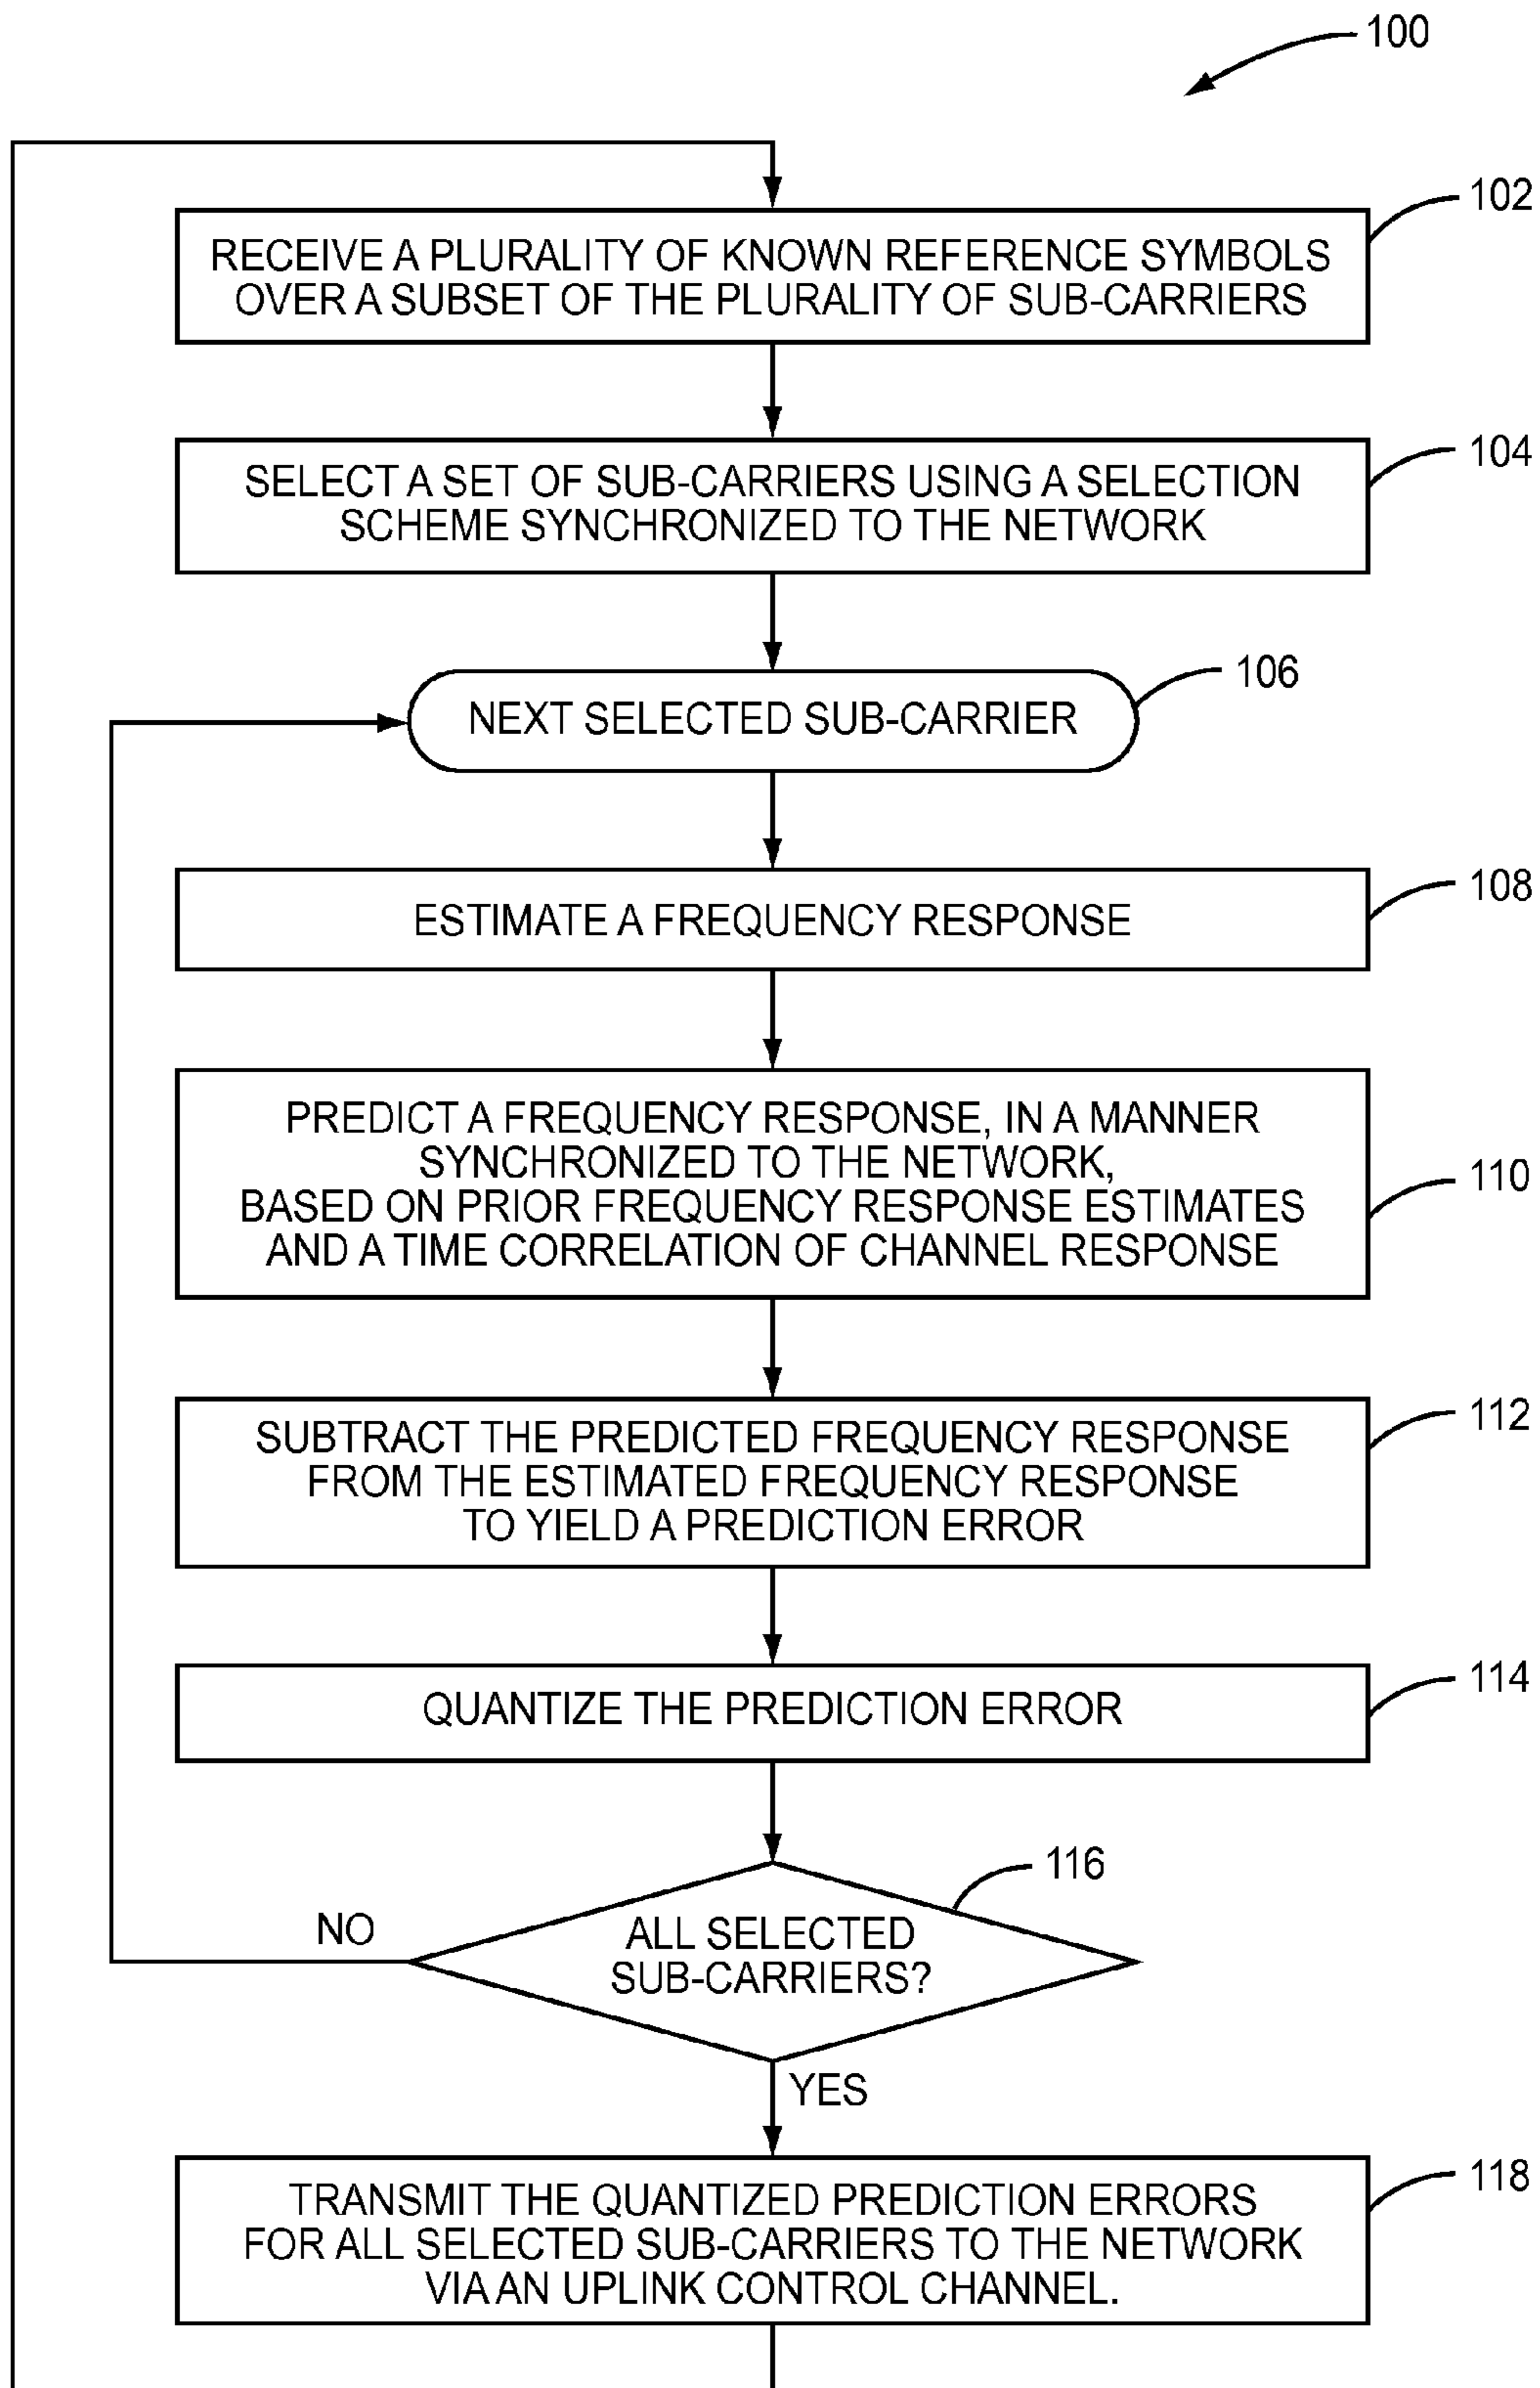 100
102
RECEIVE A PLURALITY OF KNOWN REFERENCE SYMBOLS
OVER A SUBSET OF THE PLURALITY OF SUB-CARRIERS
104
SELECT A SET OF SUB-CARRIERS USING A SELECTION
SCHEME SYNCHRONIZED TO THE NETWORK
106
NEXT SELECTED SUB-CARRIER
108
ESTIMATE A FREQUENCY RESPONSE
110
PREDICT A FREQUENCY RESPONSE, IN A MANNER
SYNCHRONIZED TO THE NETWORK,
BASED ON PRIOR FREQUENCY RESPONSE ESTIMATES
AND A TIME CORRELATION OF CHANNEL RESPONSE
112
SUBTRACT THE PREDICTED FREQUENCY RESPONSE
FROM THE ESTIMATED FREQUENCY RESPONSE
TO YIELD A PREDICTION ERROR
114
QUANTIZE THE PREDICTION ERROR
116
NO
ALL SELECTED
SUB-CARRIERS?
YES
118
TRANSMIT THE QUANTIZED PREDICTION ERRORS
FOR ALL SELECTED SUB-CARRIERS TO THE NETWORK
VIA AN UPLINK CONTROL CHANNEL.